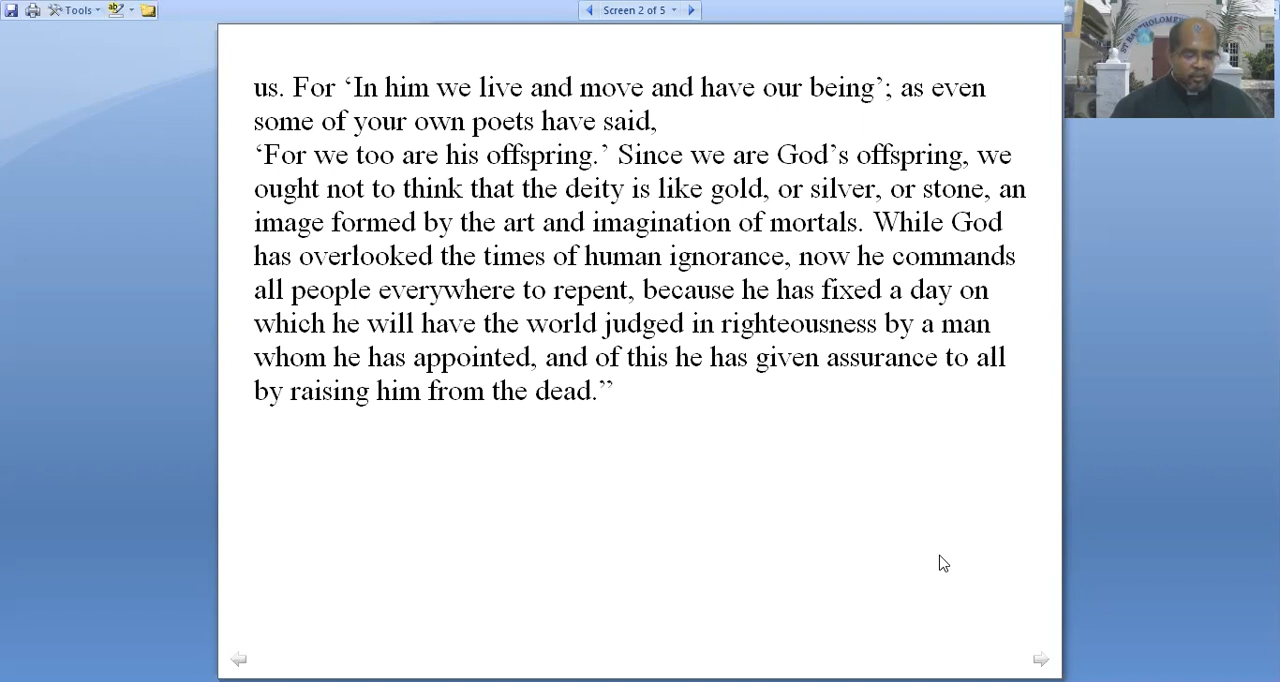 Tools
Screen 2 of 5
us. For ‘In him we live and move and have our being’; as even
some of your own poets have said,
‘For we too are his offspring.’ Since we are God’s offspring, we
ought not to think that the deity is like gold, or silver, or stone, an
image formed by the art and imagination of mortals. While God
has overlooked the times of human ignorance, now he commands
all people everywhere to repent, because he has fixed a day on
which he will have the world judged in righteousness by a man
whom he has appointed, and of this he has given assurance to all
by raising him from the dead.”